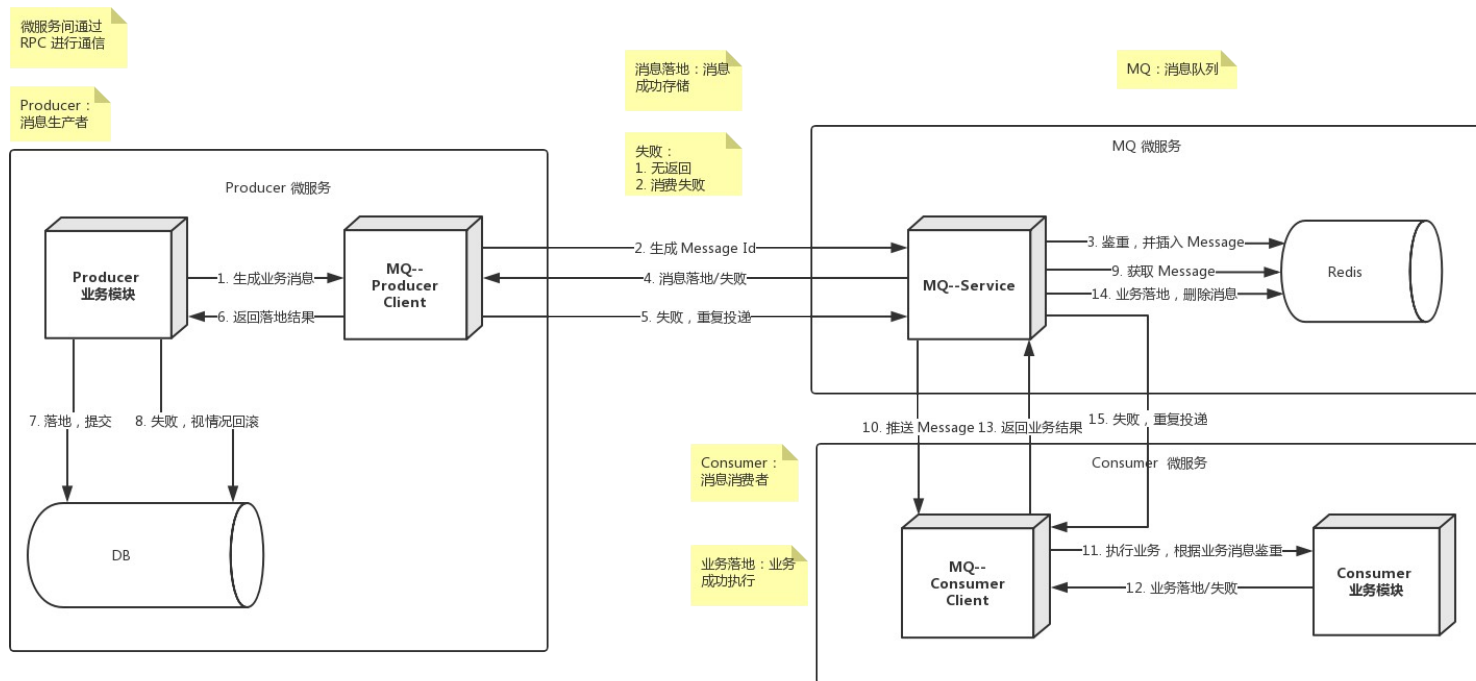 微服务间通过
RPC 进行通信
Producer：
消息生产者
消息落地：消息
成功存储
MQ：消息队列
失败：
1. 无返回
2. 消费失败
Producer 微服务
MQ 微服务
Producer
业务模块
1. 生成业务消息
6. 返回落地结果
MQ--
Producer
Client
2. 生成 Message Id
4. 消息落地/失败
5. 失败，重复投递
MQ--Service
3. 鉴重，并插入 Message
9. 获取 Message
14. 业务落地，删除消息
Redis
7. 落地，提交
8. 失败，视情况回滚
DB
10. 推送 Message
13. 返回业务结果
15. 失败，重复投递
Consumer：
消息消费者
Consumer 微服务
业务落地：业务
成功执行
MQ--
Consumer
Client
11. 执行业务，根据业务消息鉴重
12. 业务落地/失败
Consumer
业务模块